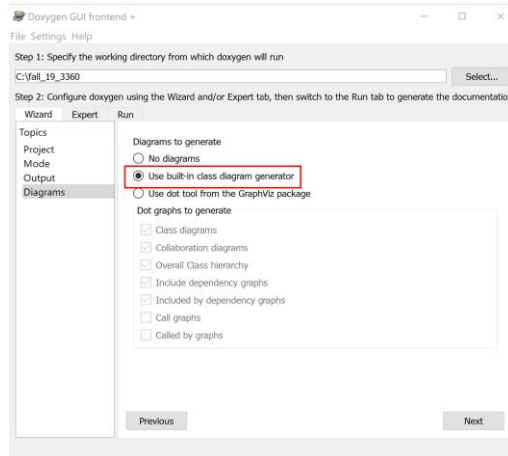 Doxygen GUI frontend +
File Settings Help
Step 1: Specify the working directory from which doxygen will run
C:\fall_19_3360
Select...
Step 2: Configure doxygen using the Wizard and/or Expert tab, then switch to the Run tab to generate the documentatio
Wizard Expert Run
Topics
Project
Mode
Output
Diagrams
Diagrams to generate
No diagrams
Use built-in class diagram generator
Use dot tool from the GraphViz package
Dot graphs to generate
Class diagrams
Collaboration diagrams
Overall Class hierarchy
Include dependency graphs
Included by dependency graphs
Call graphs
Called by graphs
Previous
Next